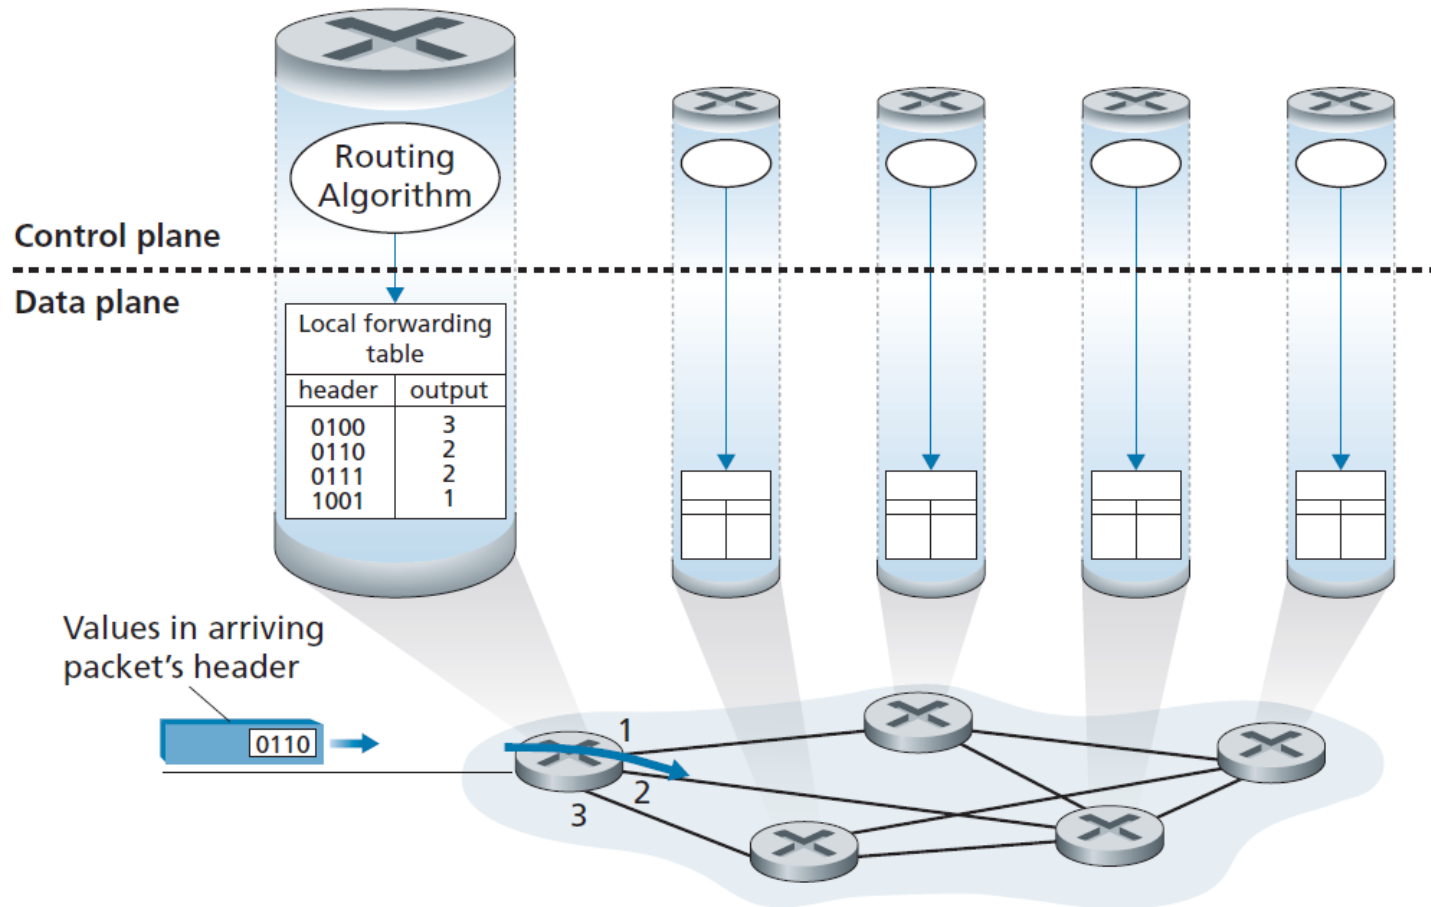 Routing
Algorithm
Control plane
Data plane
Local forwarding
table
header output
0100 3
0110 2
0111 2
1001 1
Values in arriving
packet’s header
0110
1
2
3